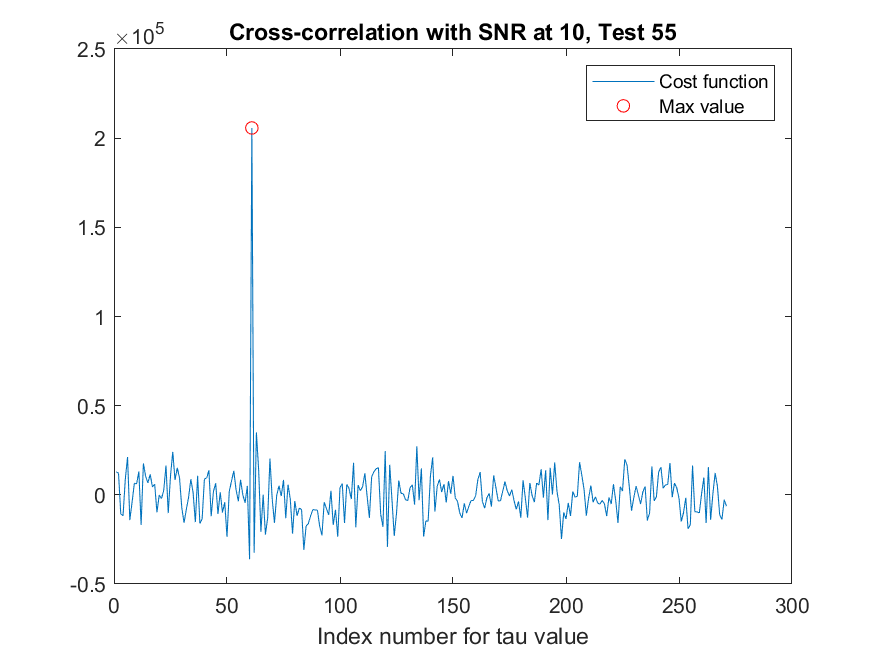 Cross-correlation with SNR at 10, Test 55
×10^5
2.5
2
1.5
1
0.5
0
-0.5
0 50 100 150 200 250 300
Index number for tau value
Cost function
Max value